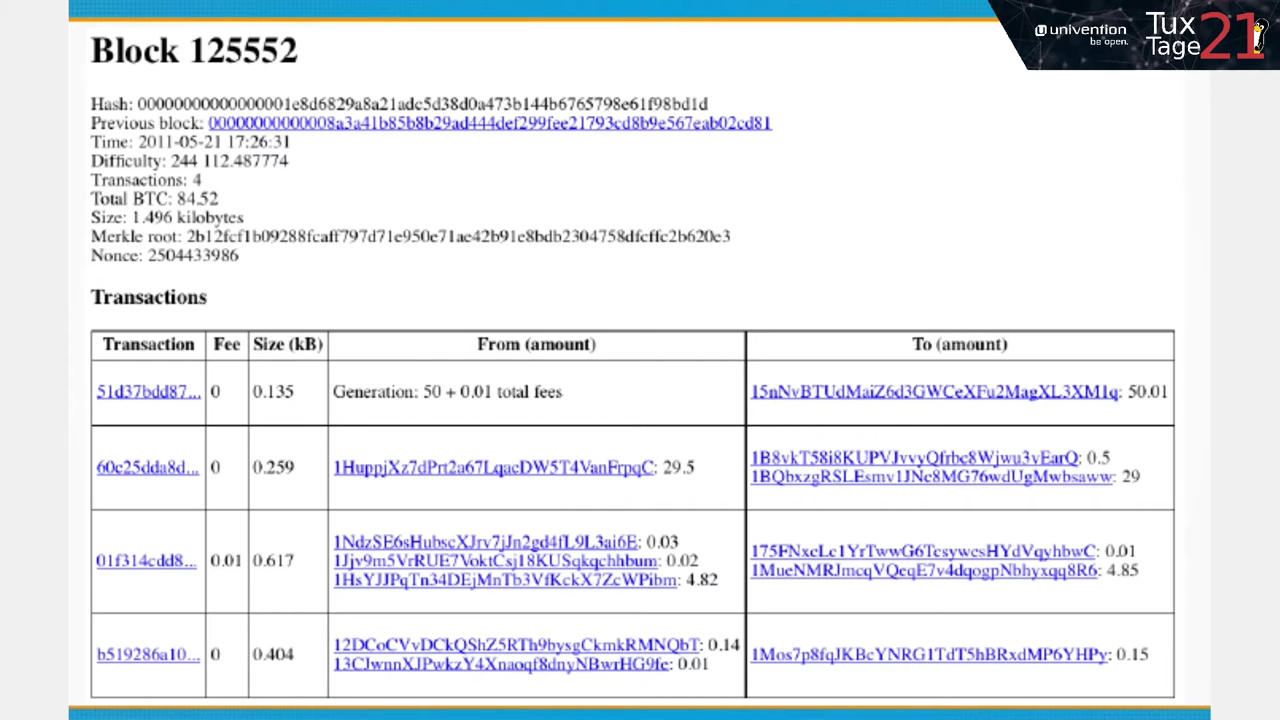 univention
be open.
Tux
Tage 21
Block 125552
Hash: 00000000000000001e8d6829a8a21adc5d38d0a473b144b6765798e61f98bd1d
Previous block: 00000000000008a3a41b85b8b29ad444def299fee21793cd8b9e567eab02cd81
Time: 2011-05-21 17:26:31
Difficulty: 244 112.487774
Transactions: 4
Total BTC: 84.52
Size: 1.496 kilobytes
Merkle root: 2b12fcf1b09288fcaff797d71e950e71ae42b91e8bdb2304758dfcffc2b620e3
Nonce: 2504433986
Transactions
Transaction Fee Size (kB) From (amount) To (amount)
51d37bdd87... 0 0.135 Generation: 50 + 0.01 total fees 15nNvBTUdMaiZ6d3GWCeXFu2MagXL3XM1q: 50.01
60c25dda8d... 0 0.259 1HuppjXz7dPrt2a67LqacDW5T4VanFrpqC: 29.5 1B8vkT58i8KUPVJvvyQfrbc8Wjwu3vEarQ: 0.5
1BQbxzgRSLEsmv1JNc8MG76wdUgMwbsaww: 29
01f314cdd8... 0.01 0.617 1NdzSE6sHubscXJrv7jJn2gd4fL9L3ai6E: 0.03 175FNxcLc1YrTwwG6TcsywcsHYdVqyhbwC: 0.01
1Jjv9m5VrRUE7VoktCsj18KUSqkqchhbum: 0.02 1MueNMRJmcqVQeqE7v4dqogpNbhyxqq8R6: 4.85
1HsYJJPqTn34DEjMnTb3VfKckX7ZcWPibm: 4.82
b519286a10... 0 0.404 12DCoCVvDCkQShZ5RTh9bysgCkmkRMNQbT: 0.14 1Mos7p8fqJKBcYNRG1TdT5hBRxdMP6YHPy: 0.15
13CJwnnXJPwkzY4Xnaoqf8dnyNBwrHG9fe: 0.01